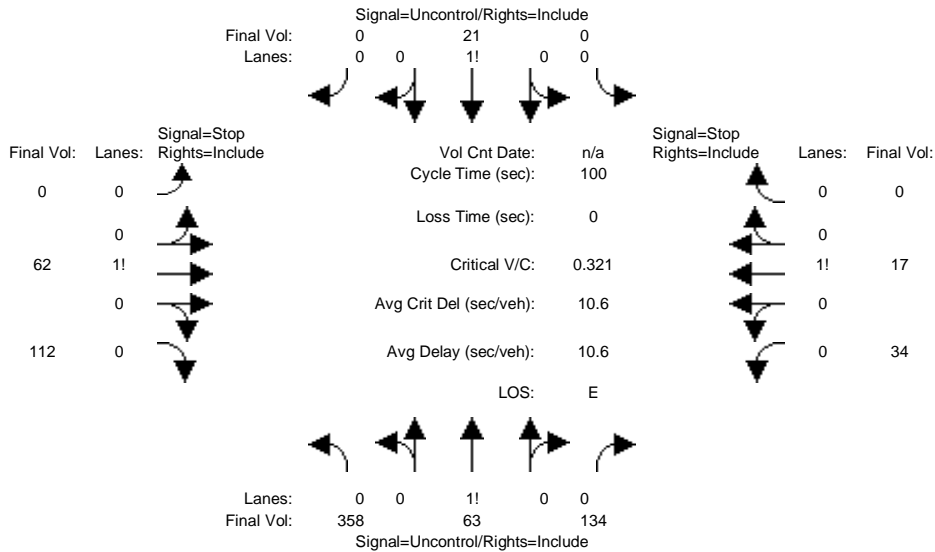 Signal=Uncontrol/Rights=Include
Final Vol: 0 21 0
Lanes: 0 0 1! 0 0
Signal=Stop Signal=Stop
Final Vol: Lanes: Rights=Include Vol Cnt Date: n/a Rights=Include Lanes: Final Vol:
Cycle Time (sec): 100
0 0 0 0
Loss Time (sec): 0
0 0
62 1! Critical V/C: 0.321 1! 17
0 Avg Crit Del (sec/veh): 10.6 0
112 0 Avg Delay (sec/veh): 10.6 0 34
LOS: E
Lanes: 0 0 1! 0 0
Final Vol: 358 63 134
Signal=Uncontrol/Rights=Include